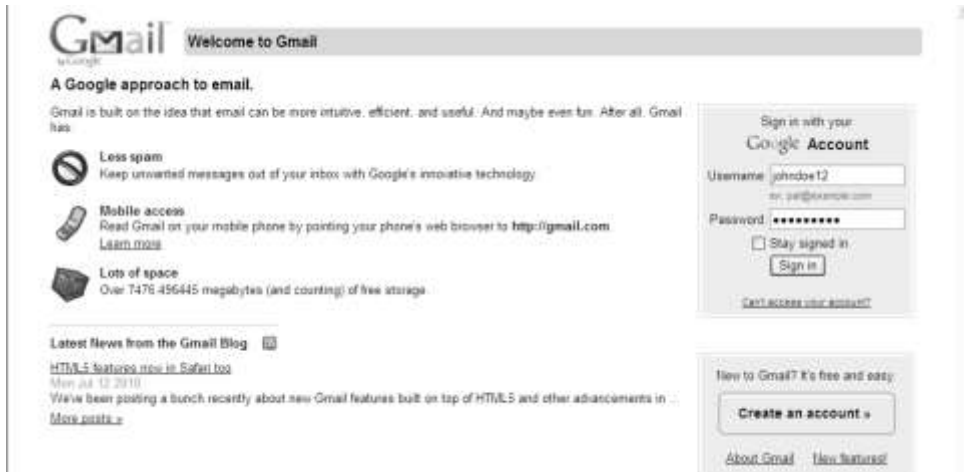 Gmail
by Google
Welcome to Gmail
A Google approach to email.
Gmail is built on the idea that email can be more intuitive, efficient, and useful. And maybe even fun. After all, Gmail
has:
Less spam
Keep unwanted messages out of your inbox with Google's innovative technology.
Mobile access
Read Gmail on your mobile phone by pointing your phone's web browser to http://gmail.com.
Learn more
Lots of space
Over 7476.496445 megabytes (and counting) of free storage.
Latest News from the Gmail Blog
HTML5 features now in Safari too
Mon Jul 12 2010
We've been posting a bunch recently about new Gmail features built on top of HTML5 and other advancements in ...
More posts »
Sign in with your
Google Account
Username johndoe12
ex: pat@example.com
Password •••••••••
Stay signed in
Sign in
Can't access your account?
New to Gmail? It's free and easy.
Create an account »
About Gmail New features!